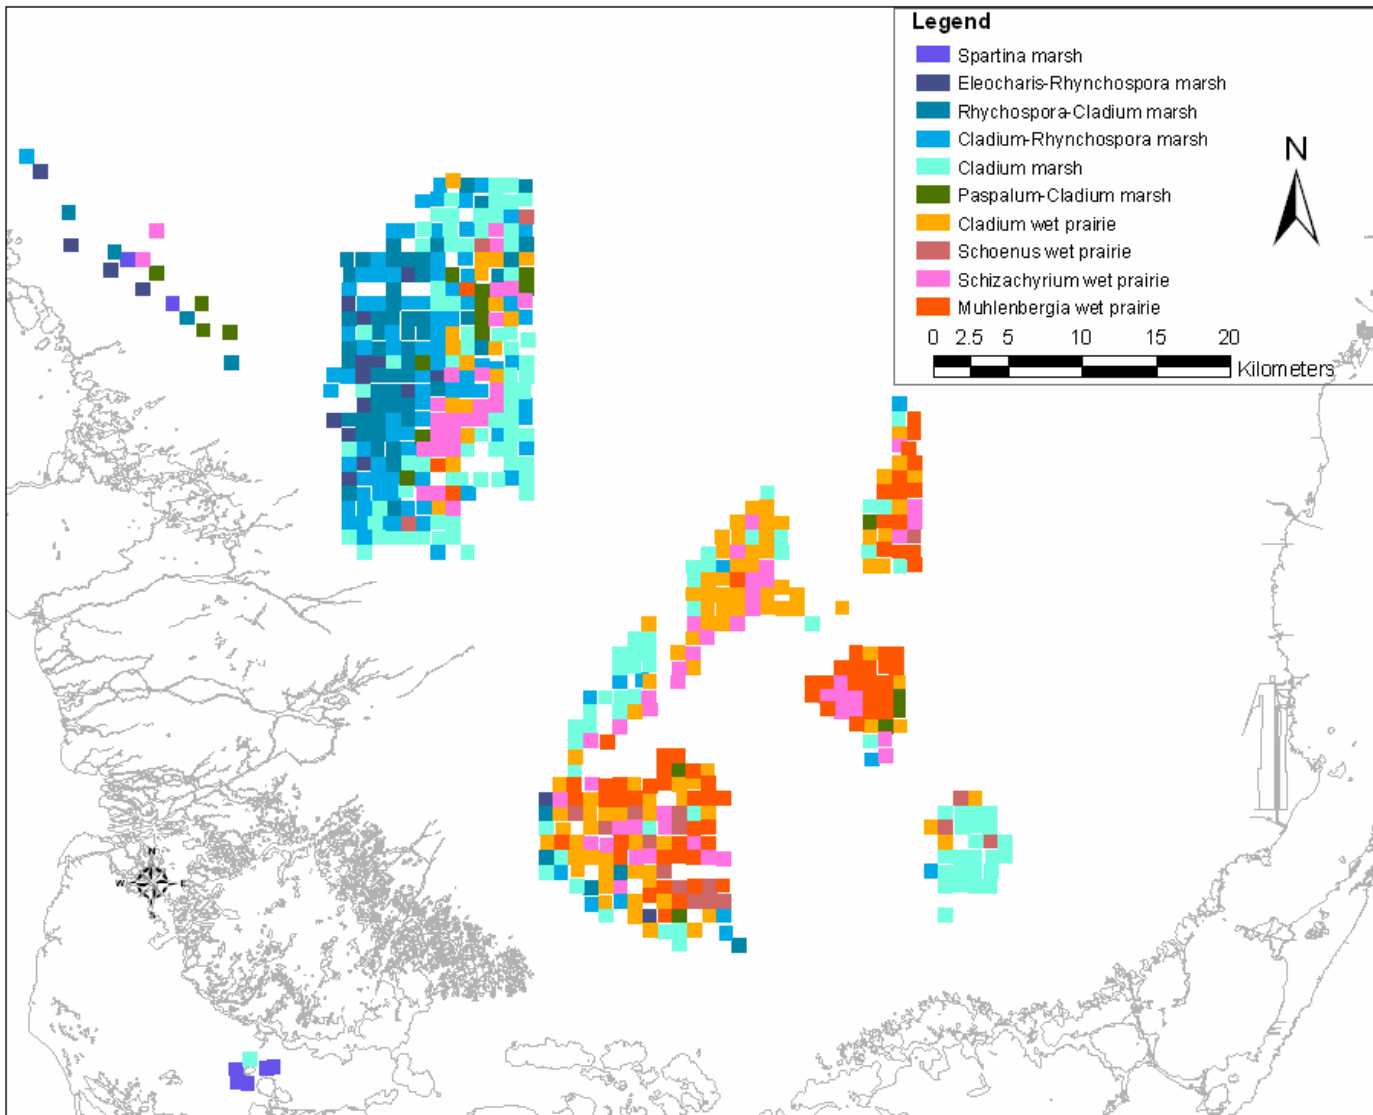 Legend
Spartina marsh
Eleocharis-Rhynchospora marsh
Rhychospora-Cladium marsh
Cladium-Rhynchospora marsh
Cladium marsh
Paspalum-Cladium marsh
Cladium wet prairie
Schoenus wet prairie
Schizachyrium wet prairie
Muhlenbergia wet prairie
0 2.5 5 10 15 20
Kilometers
N
N
W E
S